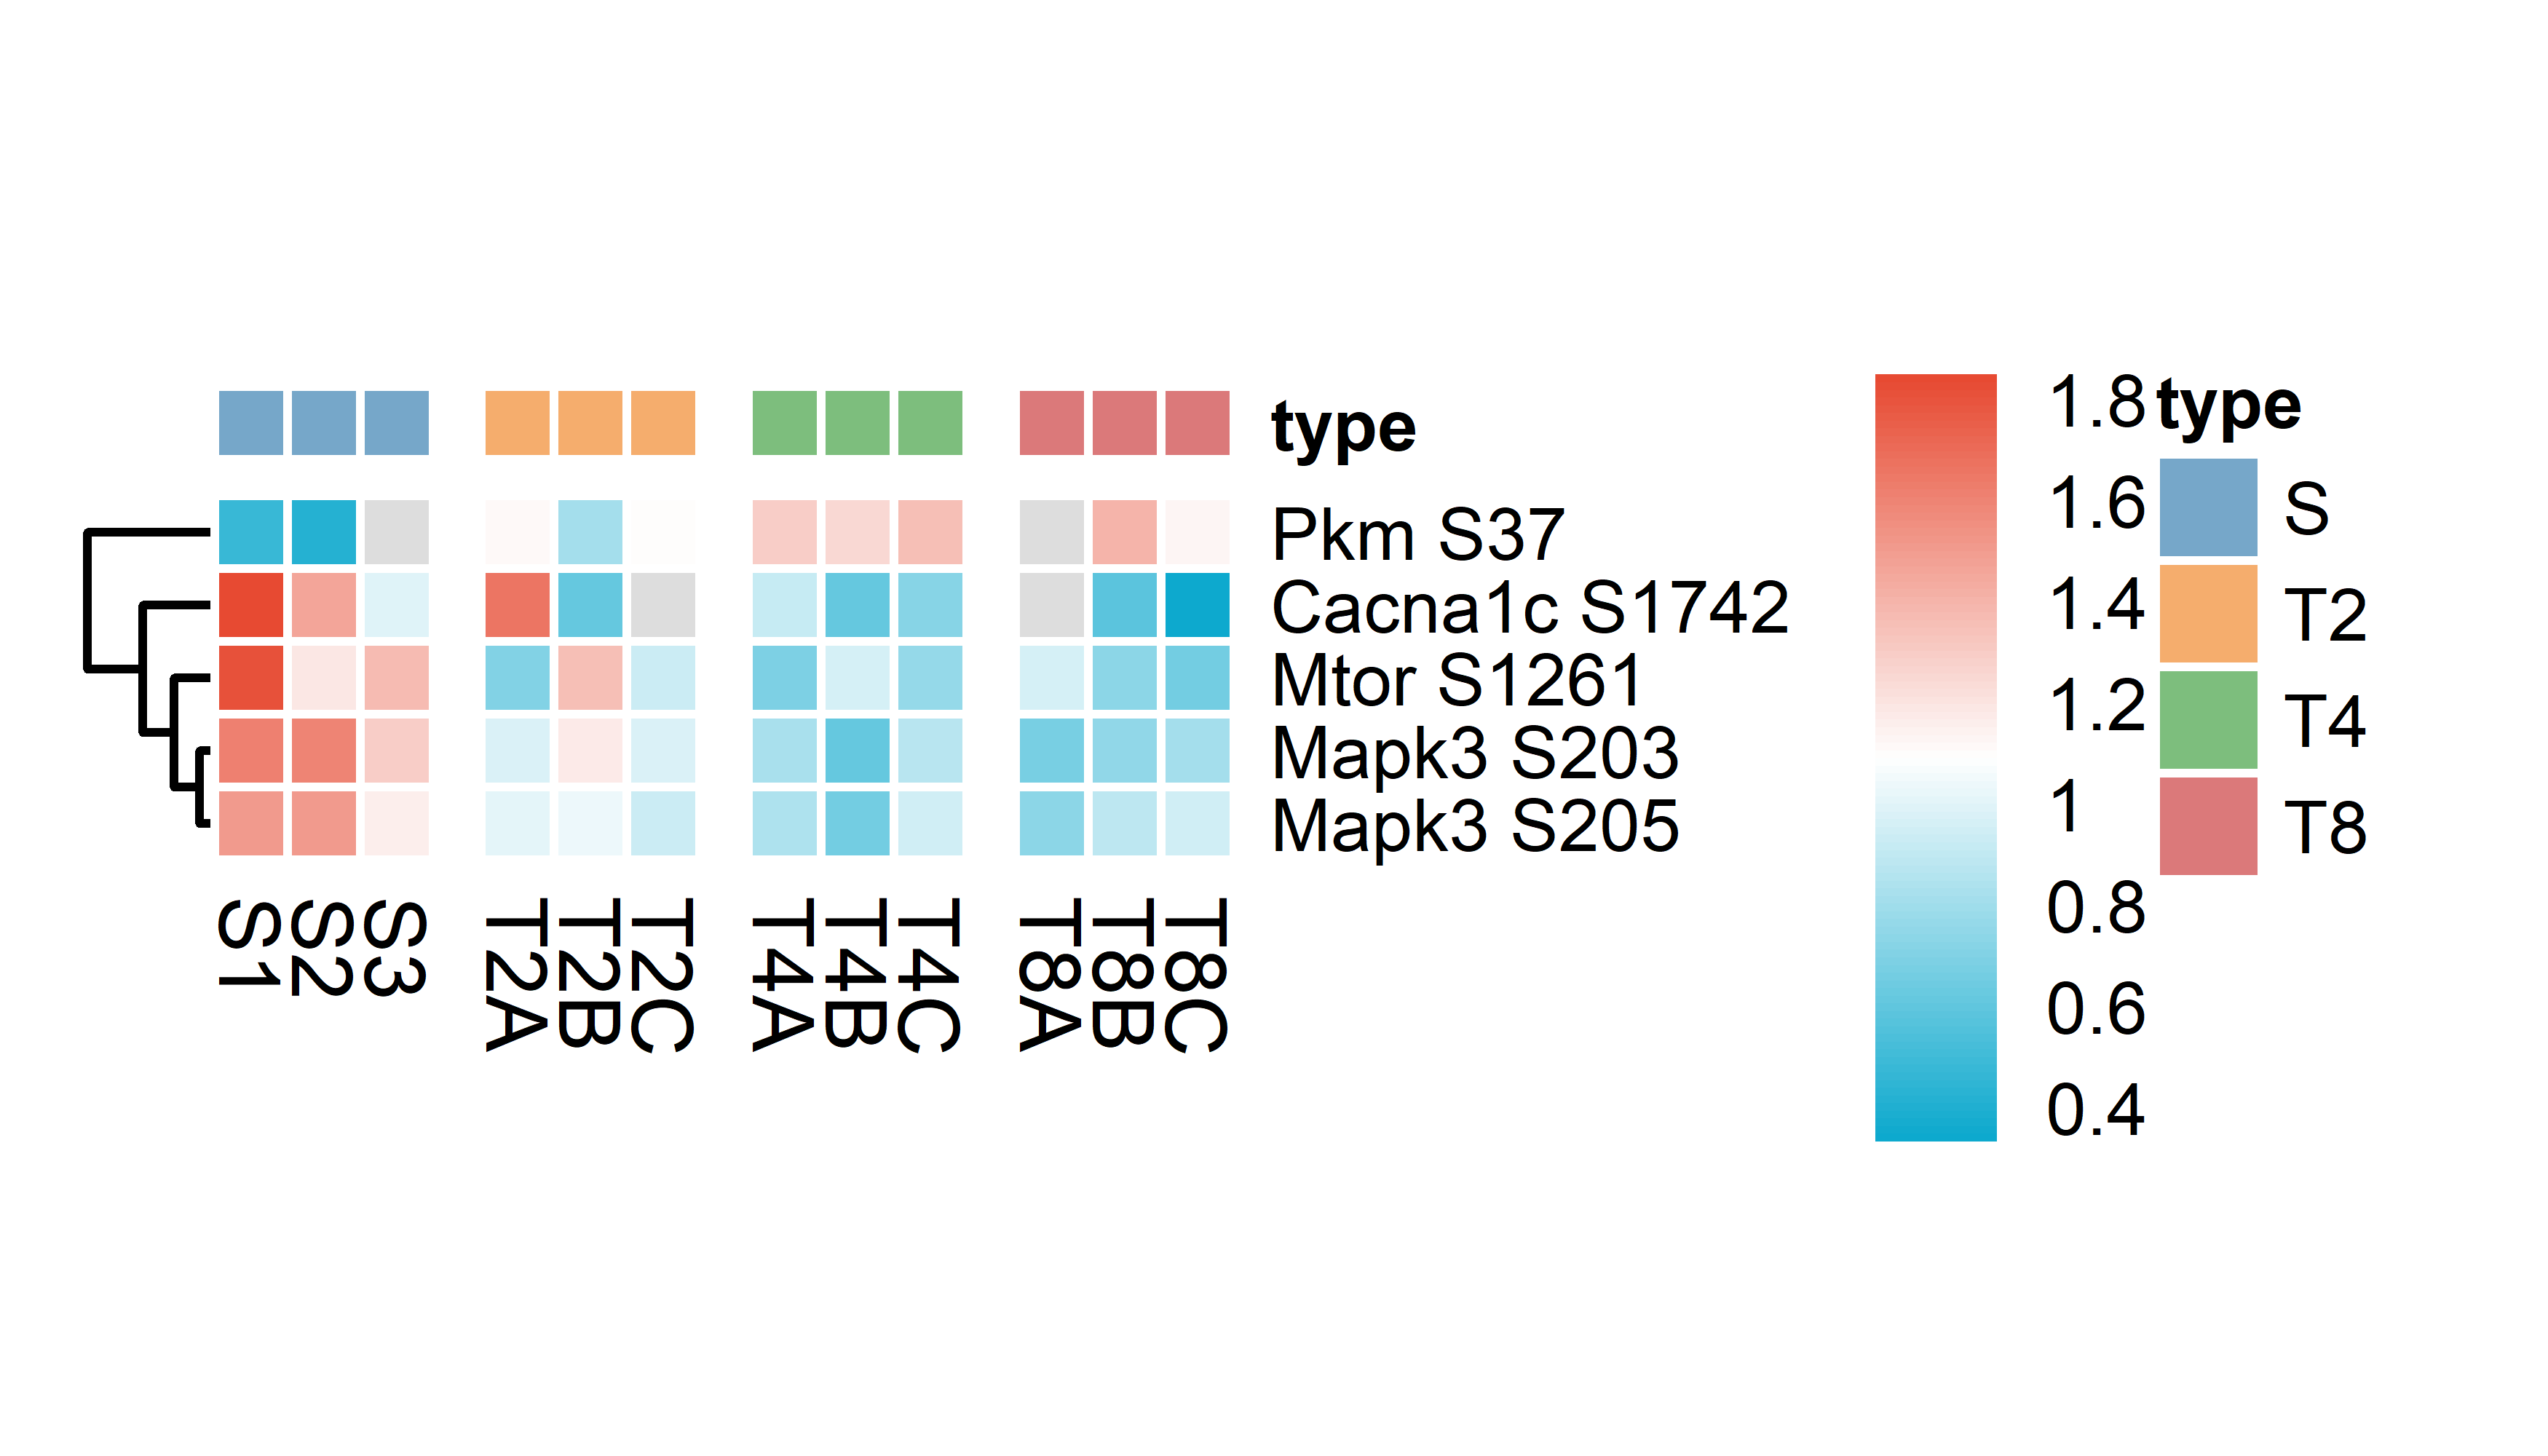 type
Pkm S37
Cacna1c S1742
Mtor S1261
Mapk3 S203
Mapk3 S205
S1
S2
S3
T2A
T2B
T2C
T4A
T4B
T4C
T8A
T8B
T8C
1.8
1.6
1.4
1.2
1
0.8
0.6
0.4
type
S
T2
T4
T8